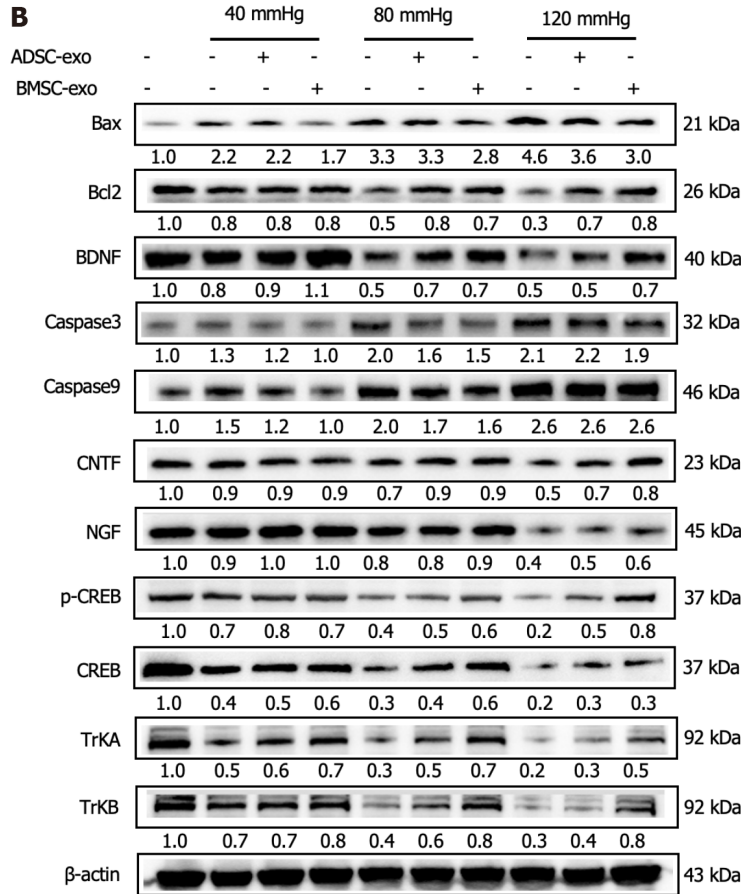 B
40 mmHg 80 mmHg 120 mmHg
ADSC-exo - - + - - + - - + -
BMSC-exo - - - + - - + - - +
Bax 21 kDa
1.0 2.2 2.2 1.7 3.3 3.3 2.8 4.6 3.6 3.0
Bcl2 26 kDa
1.0 0.8 0.8 0.8 0.5 0.8 0.7 0.3 0.7 0.8
BDNF 40 kDa
1.0 0.8 0.9 1.1 0.5 0.7 0.7 0.5 0.5 0.7
Caspase3 32 kDa
1.0 1.3 1.2 1.0 2.0 1.6 1.5 2.1 2.2 1.9
Caspase9 46 kDa
1.0 1.5 1.2 1.0 2.0 1.7 1.6 2.6 2.6 2.6
CNTF 23 kDa
1.0 0.9 0.9 0.9 0.7 0.9 0.9 0.5 0.7 0.8
NGF 45 kDa
1.0 0.9 1.0 1.0 0.8 0.8 0.9 0.4 0.5 0.6
p-CREB 37 kDa
1.0 0.7 0.8 0.7 0.4 0.5 0.6 0.2 0.5 0.8
CREB 37 kDa
1.0 0.4 0.5 0.6 0.3 0.4 0.6 0.2 0.3 0.3
TrKA 92 kDa
1.0 0.5 0.6 0.7 0.3 0.5 0.7 0.2 0.3 0.5
TrKB 92 kDa
1.0 0.7 0.7 0.8 0.4 0.6 0.8 0.3 0.4 0.8
β-actin 43 kDa